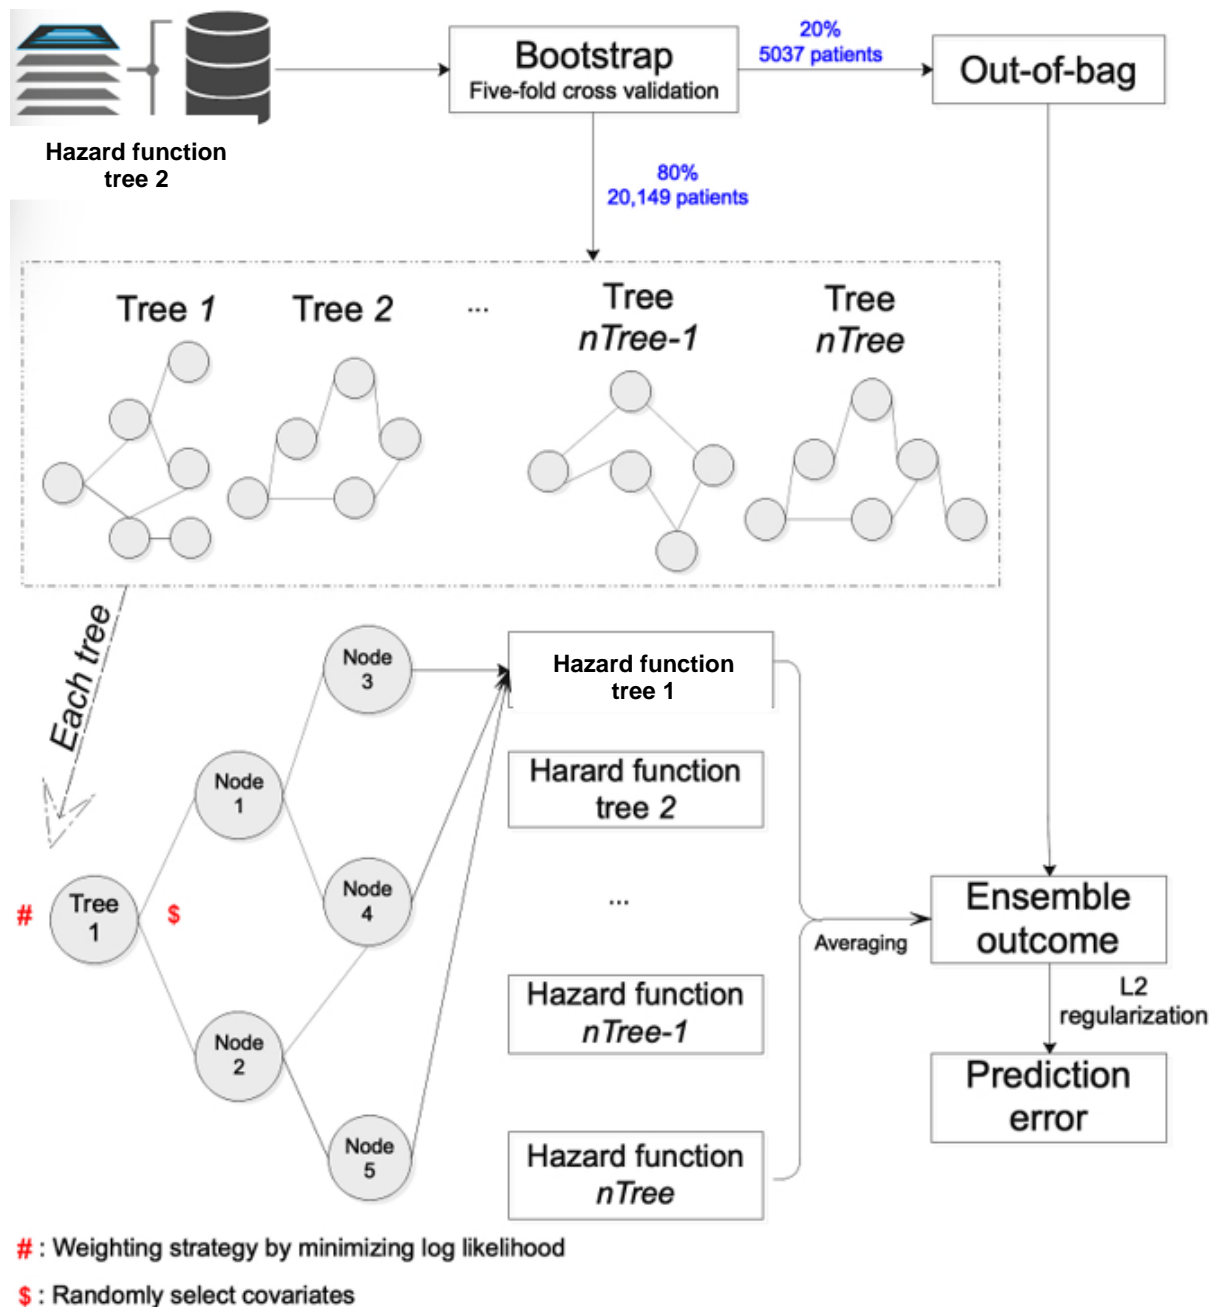 20%
5037 patients
Bootstrap
Five-fold cross validation
Out-of-bag
Hazard function
tree 2
80%
20,149 patients
Tree 1
Tree 2
...
Tree
nTree-1
Tree
nTree
Each tree
Node
3
Hazard function
tree 1
Node
1
Harard function
tree 2
#
Tree
1
$
Node
4
...
Averaging
Ensemble
outcome
L2
regularization
Hazard function
nTree-1
Node
2
Prediction
error
Node
5
Hazard function
nTree
# : Weighting strategy by minimizing log likelihood
$ : Randomly select covariates